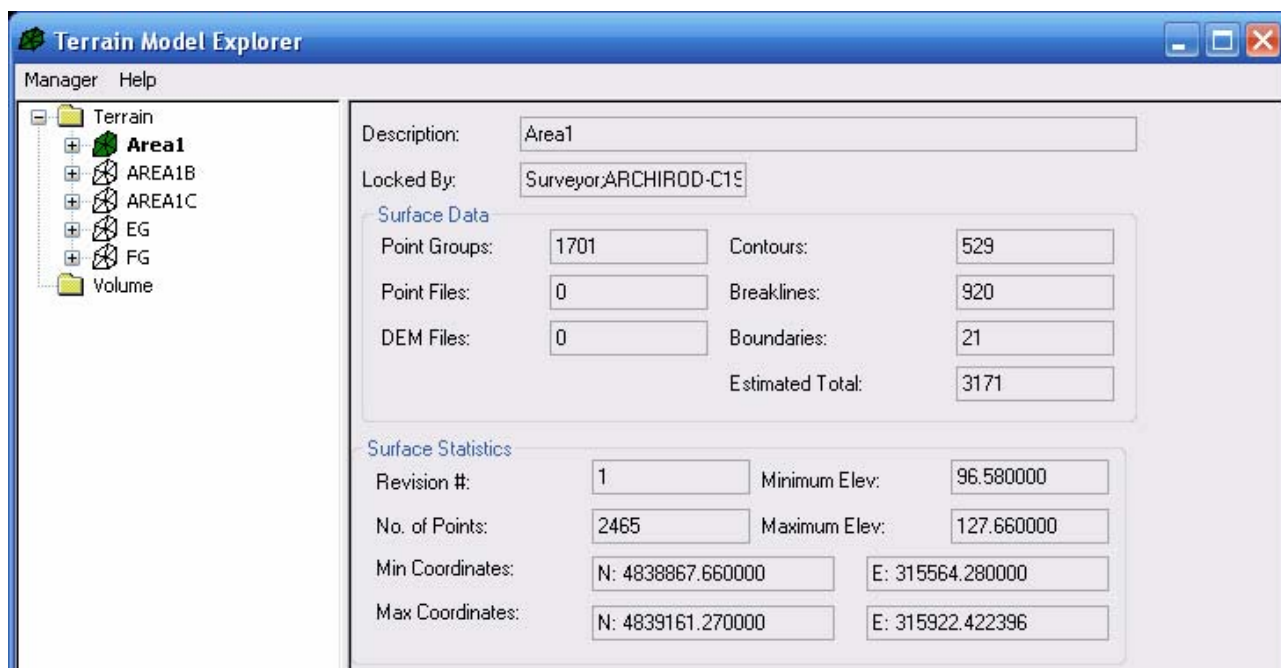 Terrain Model Explorer
Manager Help
Terrain
Area1
AREA1B
AREA1C
EG
FG
Volume
Description: Area1
Locked By: Surveyor;ARCHIROD-C1S
Surface Data
Point Groups: 1701 Contours: 529
Point Files: 0 Breaklines: 920
DEM Files: 0 Boundaries: 21
Estimated Total: 3171
Surface Statistics
Revision #: 1 Minimum Elev: 96.580000
No. of Points: 2465 Maximum Elev: 127.660000
Min Coordinates: N: 4838867.660000 E: 315564.280000
Max Coordinates: N: 4839161.270000 E: 315922.422396